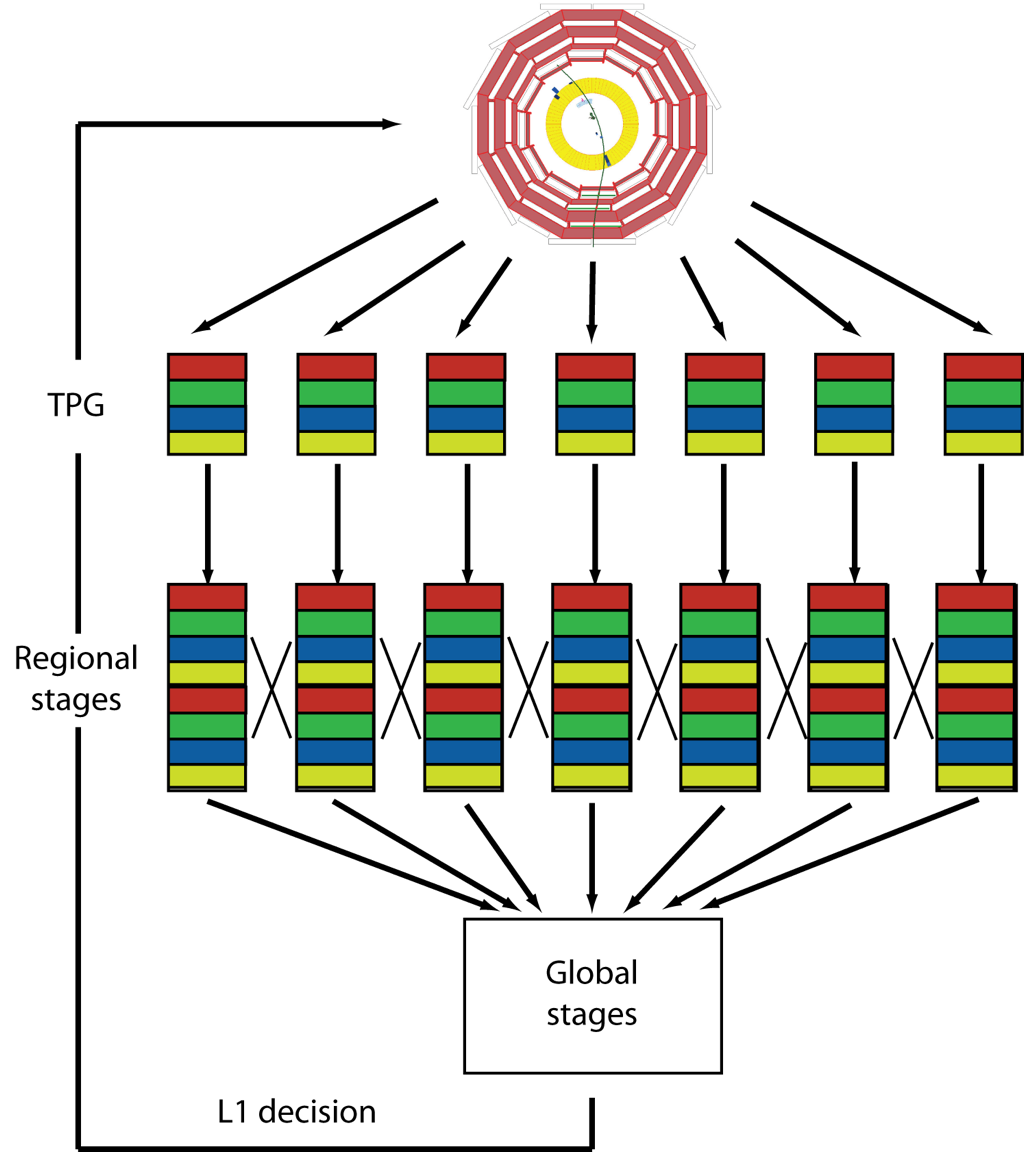 TPG
Regional
stages
Global
stages
L1 decision